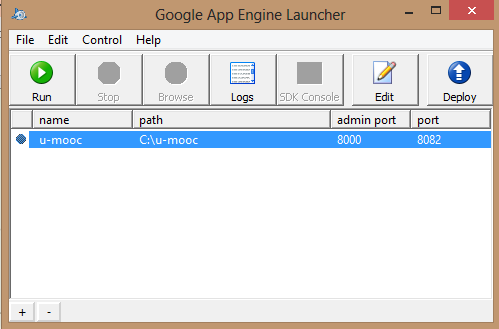 Google App Engine Launcher
File Edit Control Help
Run Stop Browse Logs SDK Console Edit Deploy
name path admin port port
u-mooc C:\u-mooc 8000 8082
+ -